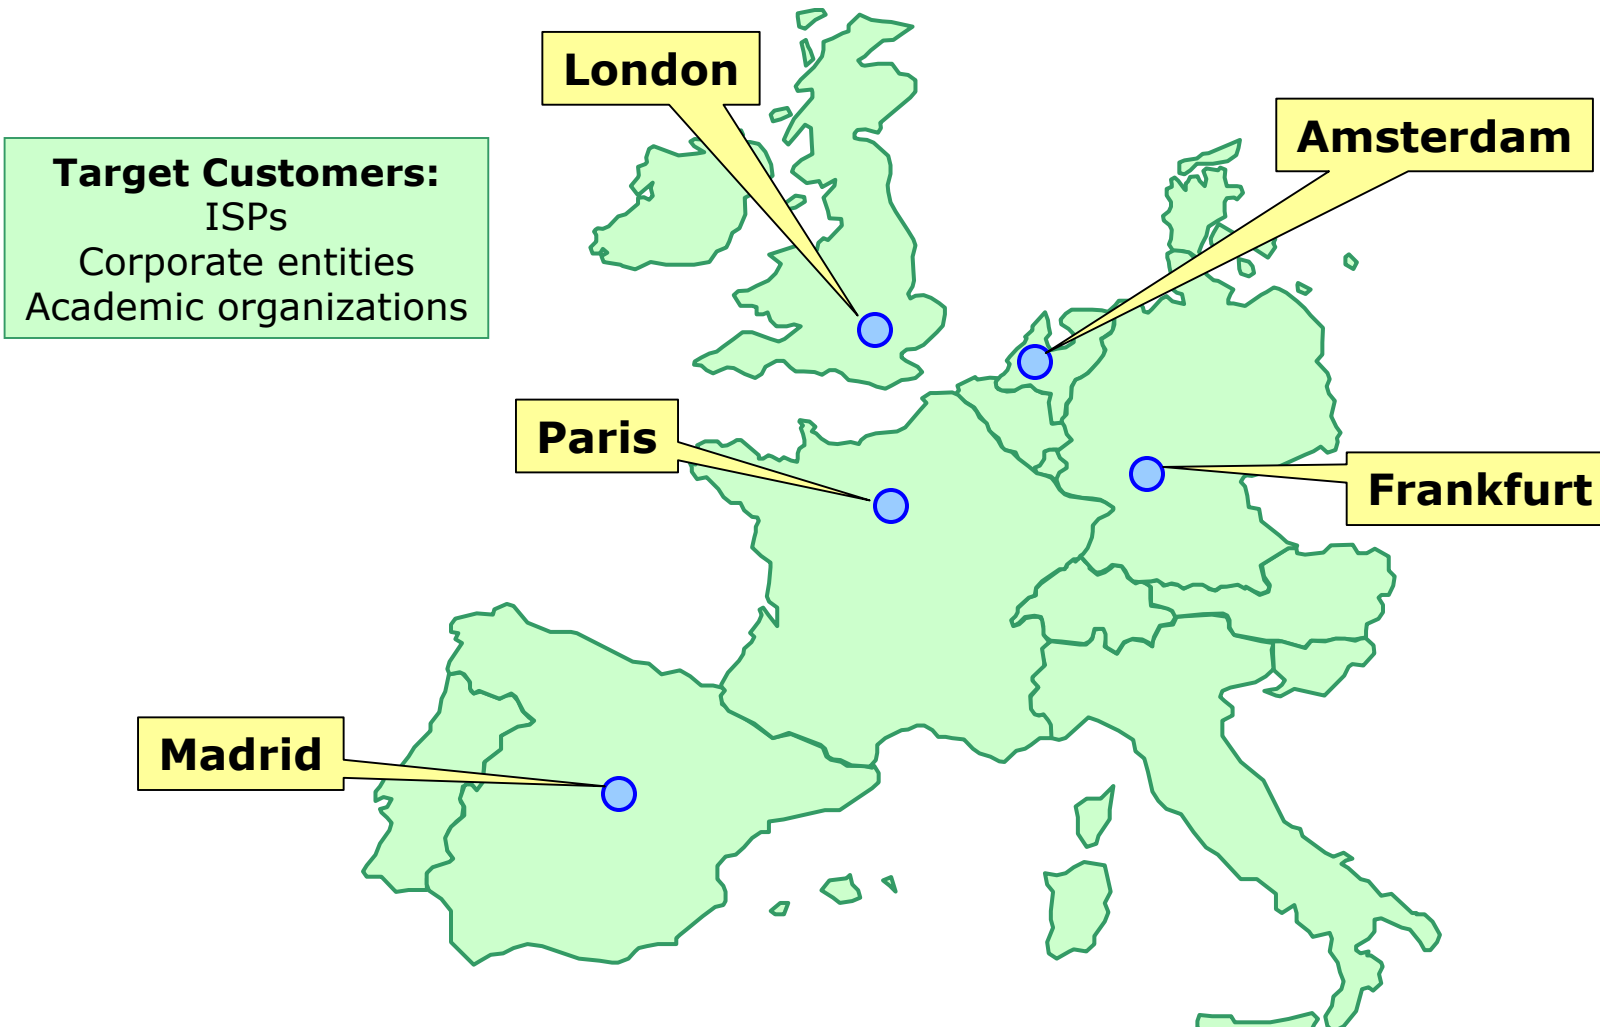 London
Amsterdam
Target Customers:
ISPs
Corporate entities
Academic organizations
Paris
Frankfurt
Madrid